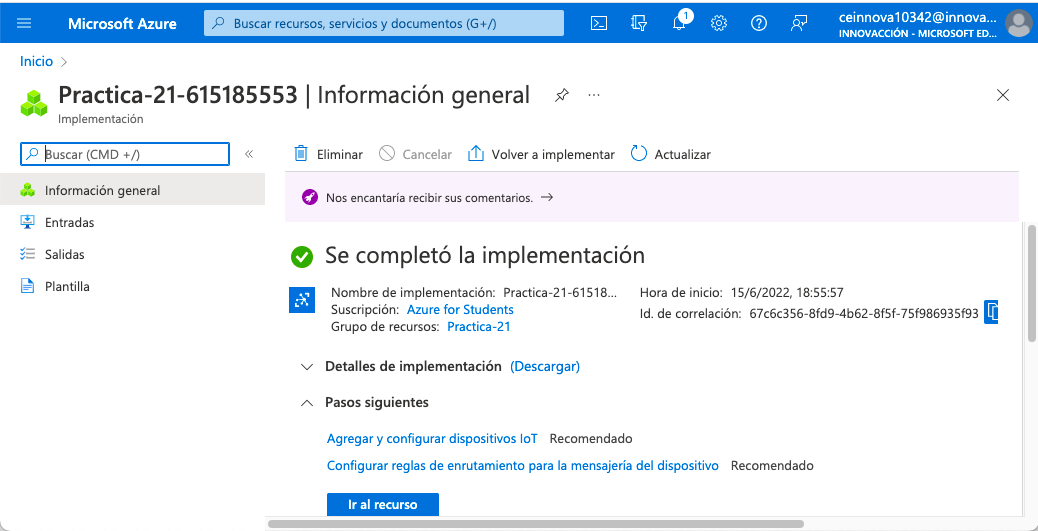 Microsoft Azure
Buscar recursos, servicios y documentos (G+/)
1
ceinnova10342@innova...
INNOVACCIÓN - MICROSOFT ED...
Inicio
Practica-21-615185553 | Información general
Implementación
Buscar (CMD +/)
Eliminar
Cancelar
Volver a implementar
Actualizar
Información general
Entradas
Salidas
Plantilla
Nos encantaría recibir sus comentarios. →
Se completó la implementación
Nombre de implementación: Practica-21-61518...
Suscripción: Azure for Students
Grupo de recursos: Practica-21
Hora de inicio: 15/6/2022, 18:55:57
Id. de correlación: 67c6c356-8fd9-4b62-8f5f-75f986935f93
Detalles de implementación (Descargar)
Pasos siguientes
Agregar y configurar dispositivos IoT Recomendado
Configurar reglas de enrutamiento para la mensajería del dispositivo Recomendado
Ir al recurso